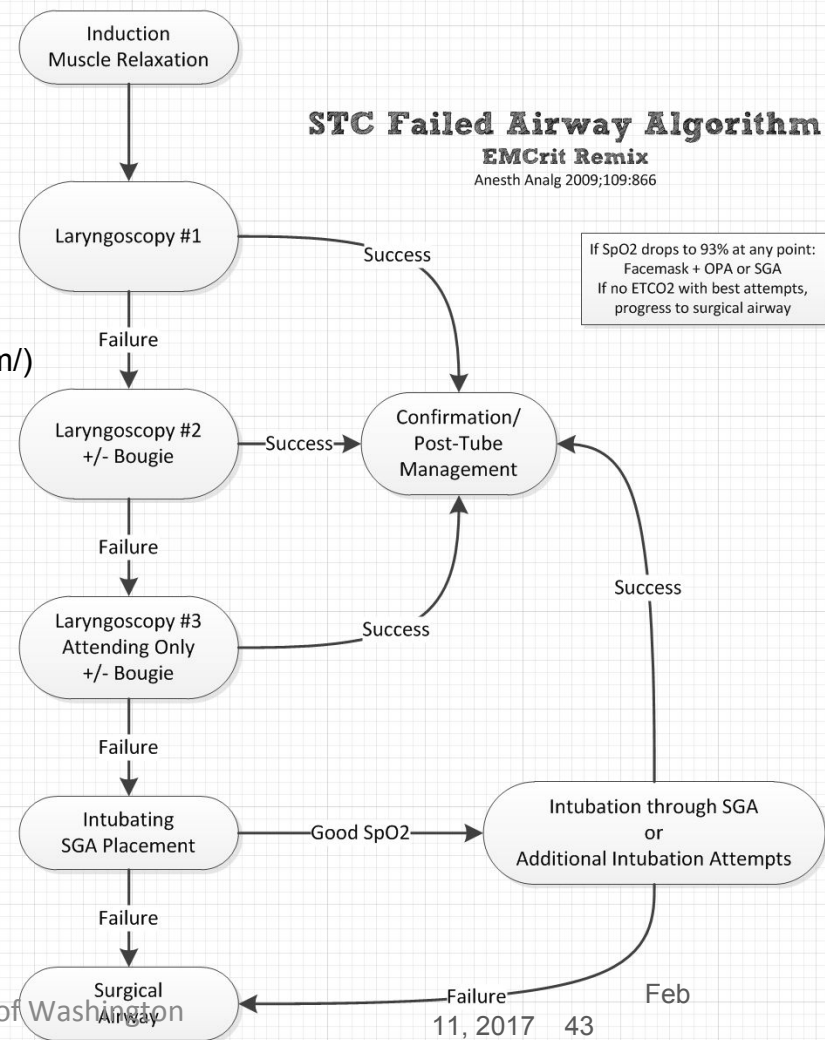 Induction
Muscle Relaxation
STC Failed Airway Algorithm
EMCrit Remix
Anesth Analg 2009;109:866
Laryngoscopy #1
Success
If SpO2 drops to 93% at any point:
Facemask + OPA or SGA
If no ETCO2 with best attempts,
progress to surgical airway
Failure
m/)
Laryngoscopy #2
+/- Bougie
Success
Confirmation/
Post-Tube
Management
Failure
Success
Laryngoscopy #3
Attending Only
+/- Bougie
Success
Failure
Intubating
SGA Placement
Good SpO2
Intubation through SGA
or
Additional Intubation Attempts
Failure
Surgical
Airway
of Washington
Failure
Feb
11, 2017 43